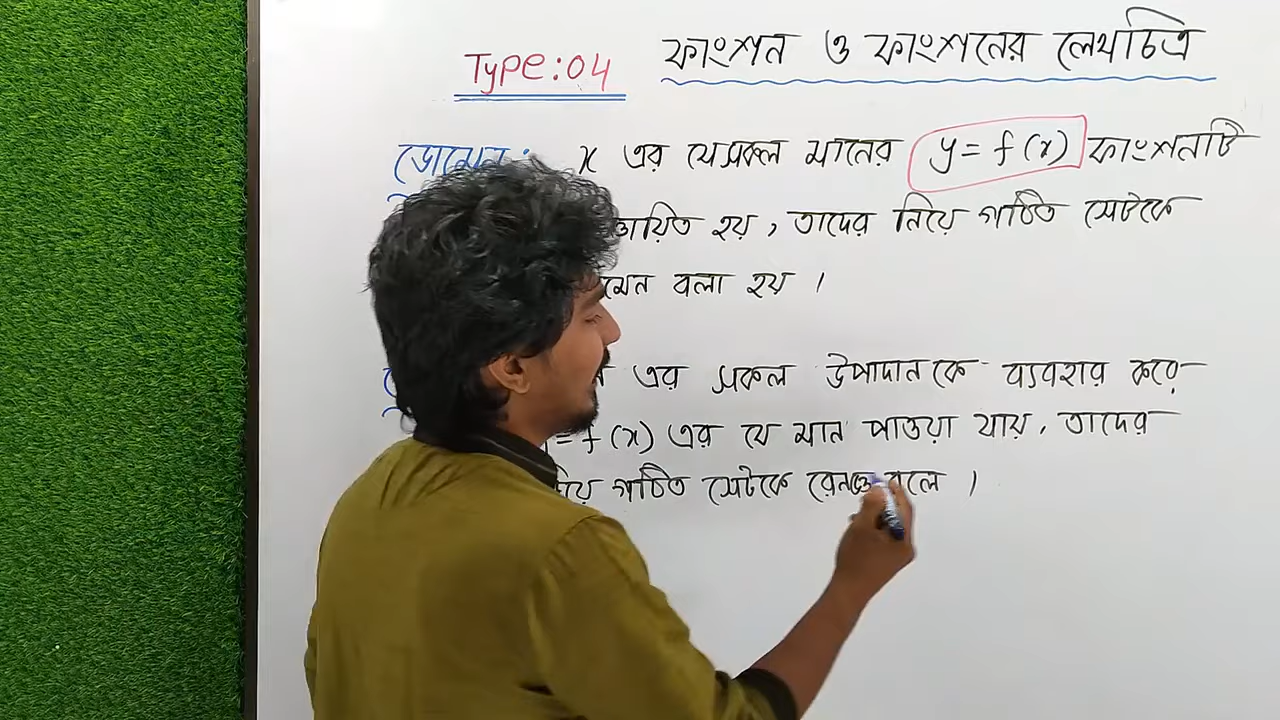 Type:04 ফাংশন ও ফাংশনের লেখচিত্র
ডোমেন: x এর যেসকল মানের y = f(x) ফাংশনটি
হয়, তাদের নিয়ে গঠিত সেটকে
বলা হয় ।
এর সকল উপাদানকে ব্যবহার করে
= f(x) এর যে মান পাওয়া যায়, তাদের
গঠিত সেটকে রেনজ বলে ।